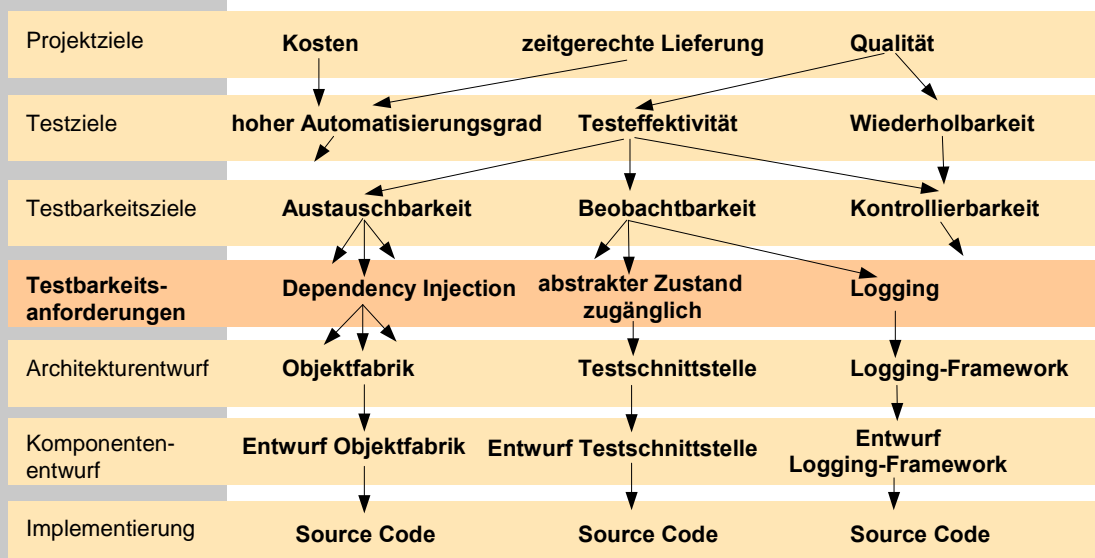 Projektziele
Kosten
zeitgerechte Lieferung
Qualität
Testziele
hoher Automatisierungsgrad
Testeffektivität
Wiederholbarkeit
Testbarkeitsziele
Austauschbarkeit
Beobachtbarkeit
Kontrollierbarkeit
Testbarkeits-
anforderungen
Dependency Injection
abstrakter Zustand
zugänglich
Logging
Architekturentwurf
Objektfabrik
Testschnittstelle
Logging-Framework
Komponenten-
entwurf
Entwurf Objektfabrik
Entwurf Testschnittstelle
Entwurf
Logging-Framework
Implementierung
Source Code
Source Code
Source Code